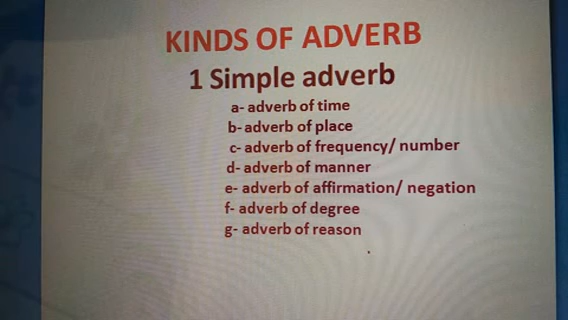 KINDS OF ADVERB
1 Simple adverb
a- adverb of time
b- adverb of place
c- adverb of frequency/ number
d- adverb of manner
e- adverb of affirmation/ negation
f- adverb of degree
g- adverb of reason